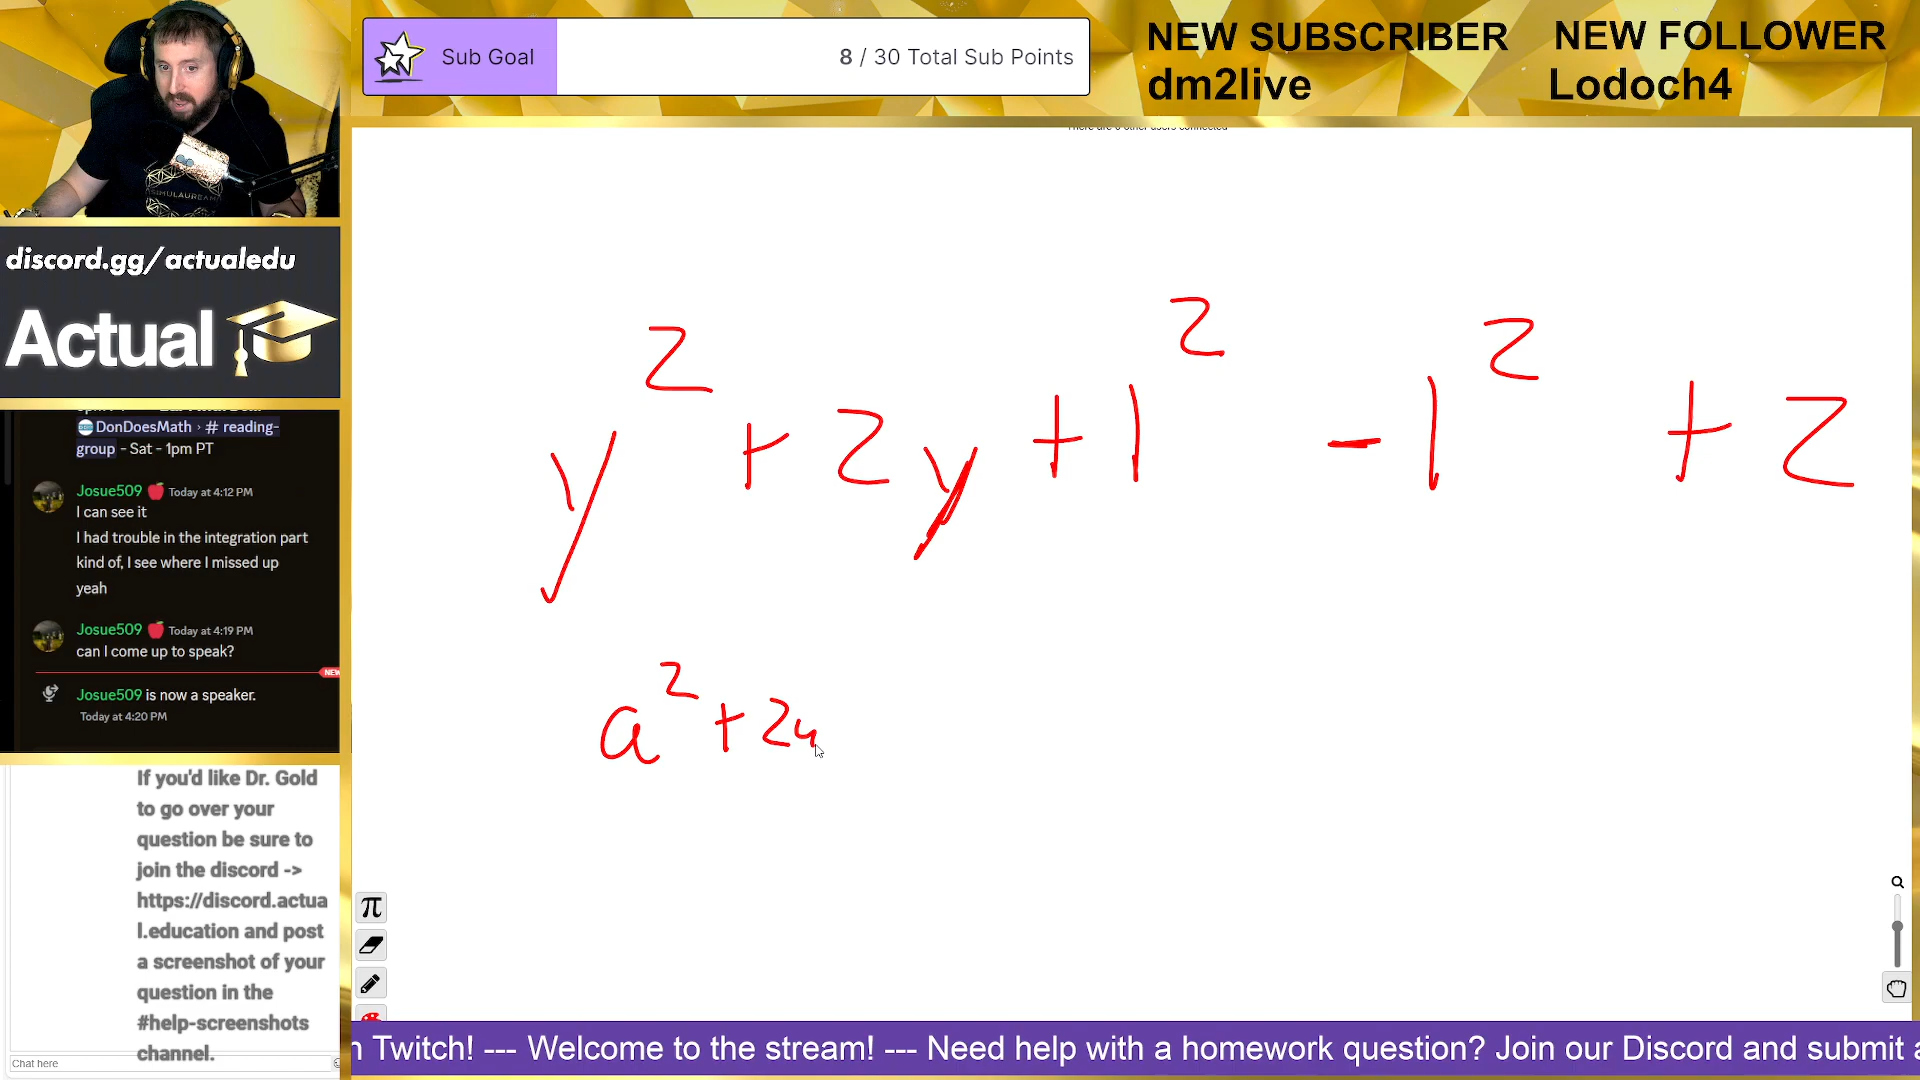 Sub Goal
8 / 30 Total Sub Points
NEW SUBSCRIBER
dm2live
NEW FOLLOWER
Lodoch4
discord.gg/actualedu
Actual
DonDoesMath › # reading-
group - Sat - 1pm PT
Josue509 Today at 4:12 PM
I can see it
I had trouble in the integration part
kind of, I see where I missed up
yeah
Josue509 Today at 4:19 PM
can I come up to speak?
NEW
Josue509 is now a speaker.
Today at 4:20 PM
If you'd like Dr. Gold
to go over your
question be sure to
join the discord ->
https://discord.actua
l.education and post
a screenshot of your
question in the
#help-screenshots
channel.
Chat here
y² + 2y + 1² - 1² + 2
a² + 2
π
n Twitch! --- Welcome to the stream! --- Need help with a homework question? Join our Discord and submit a